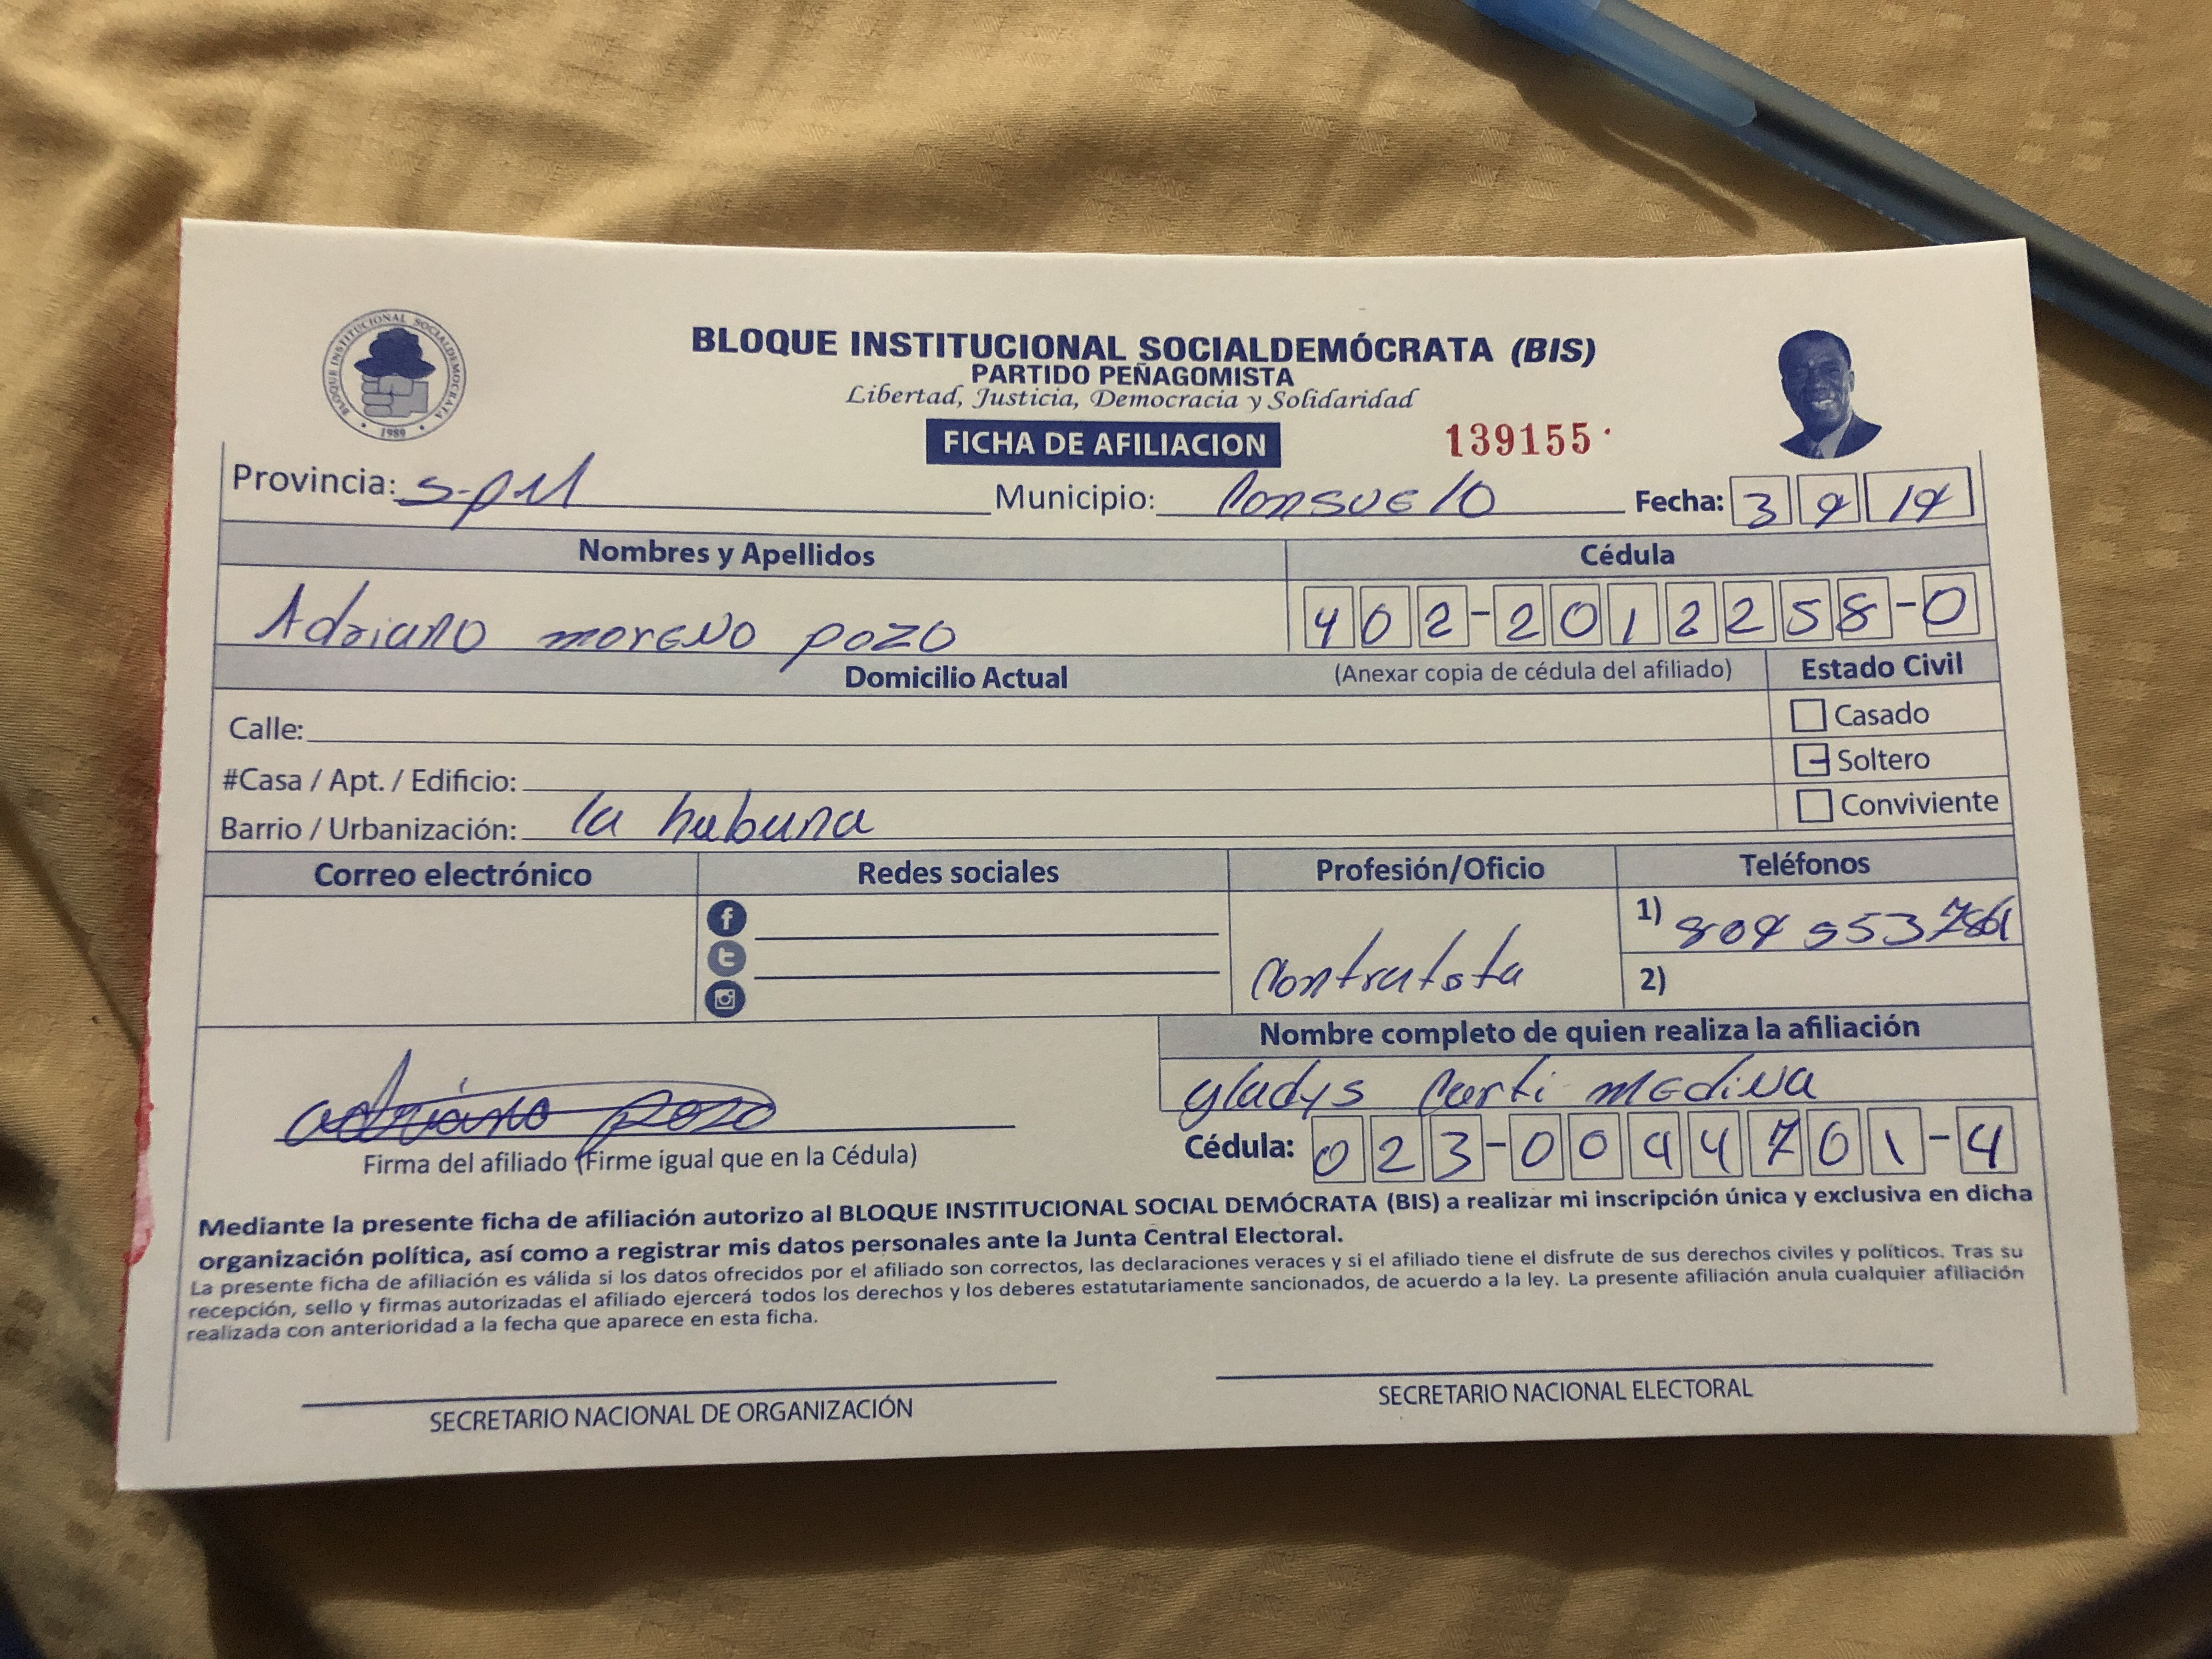 BLOQUE INSTITUCIONAL SOCIALDEMÓCRATA
1989
BLOQUE INSTITUCIONAL SOCIALDEMÓCRATA (BIS)
PARTIDO PEÑAGOMISTA
Libertad, Justicia, Democracia y Solidaridad
FICHA DE AFILIACION 139155
Provincia: S.P.M Municipio: Consuelo Fecha: 3 9 19
Nombres y Apellidos Cédula
Adriano moreno pozo 402-2012258-0
Domicilio Actual (Anexar copia de cédula del afiliado) Estado Civil
Calle: Casado
#Casa / Apt. / Edificio: Soltero
Barrio / Urbanización: la habana Conviviente
Correo electrónico Redes sociales Profesión/Oficio Teléfonos
1) 809 553
Contratista
2)
Nombre completo de quien realiza la afiliación
gladys medina
adriano pozo
Cédula: 023-0094701-4
Firma del afiliado (Firme igual que en la Cédula)
Mediante la presente ficha de afiliación autorizo al BLOQUE INSTITUCIONAL SOCIAL DEMÓCRATA (BIS) a realizar mi inscripción única y exclusiva en dicha
organización política, así como a registrar mis datos personales ante la Junta Central Electoral.
La presente ficha de afiliación es válida si los datos ofrecidos por el afiliado son correctos, las declaraciones veraces y si el afiliado tiene el disfrute de sus derechos civiles y políticos. Tras su
recepción, sello y firmas autorizadas el afiliado ejercerá todos los derechos y los deberes estatutariamente sancionados, de acuerdo a la ley. La presente afiliación anula cualquier afiliación
realizada con anterioridad a la fecha que aparece en esta ficha.
SECRETARIO NACIONAL DE ORGANIZACIÓN SECRETARIO NACIONAL ELECTORAL